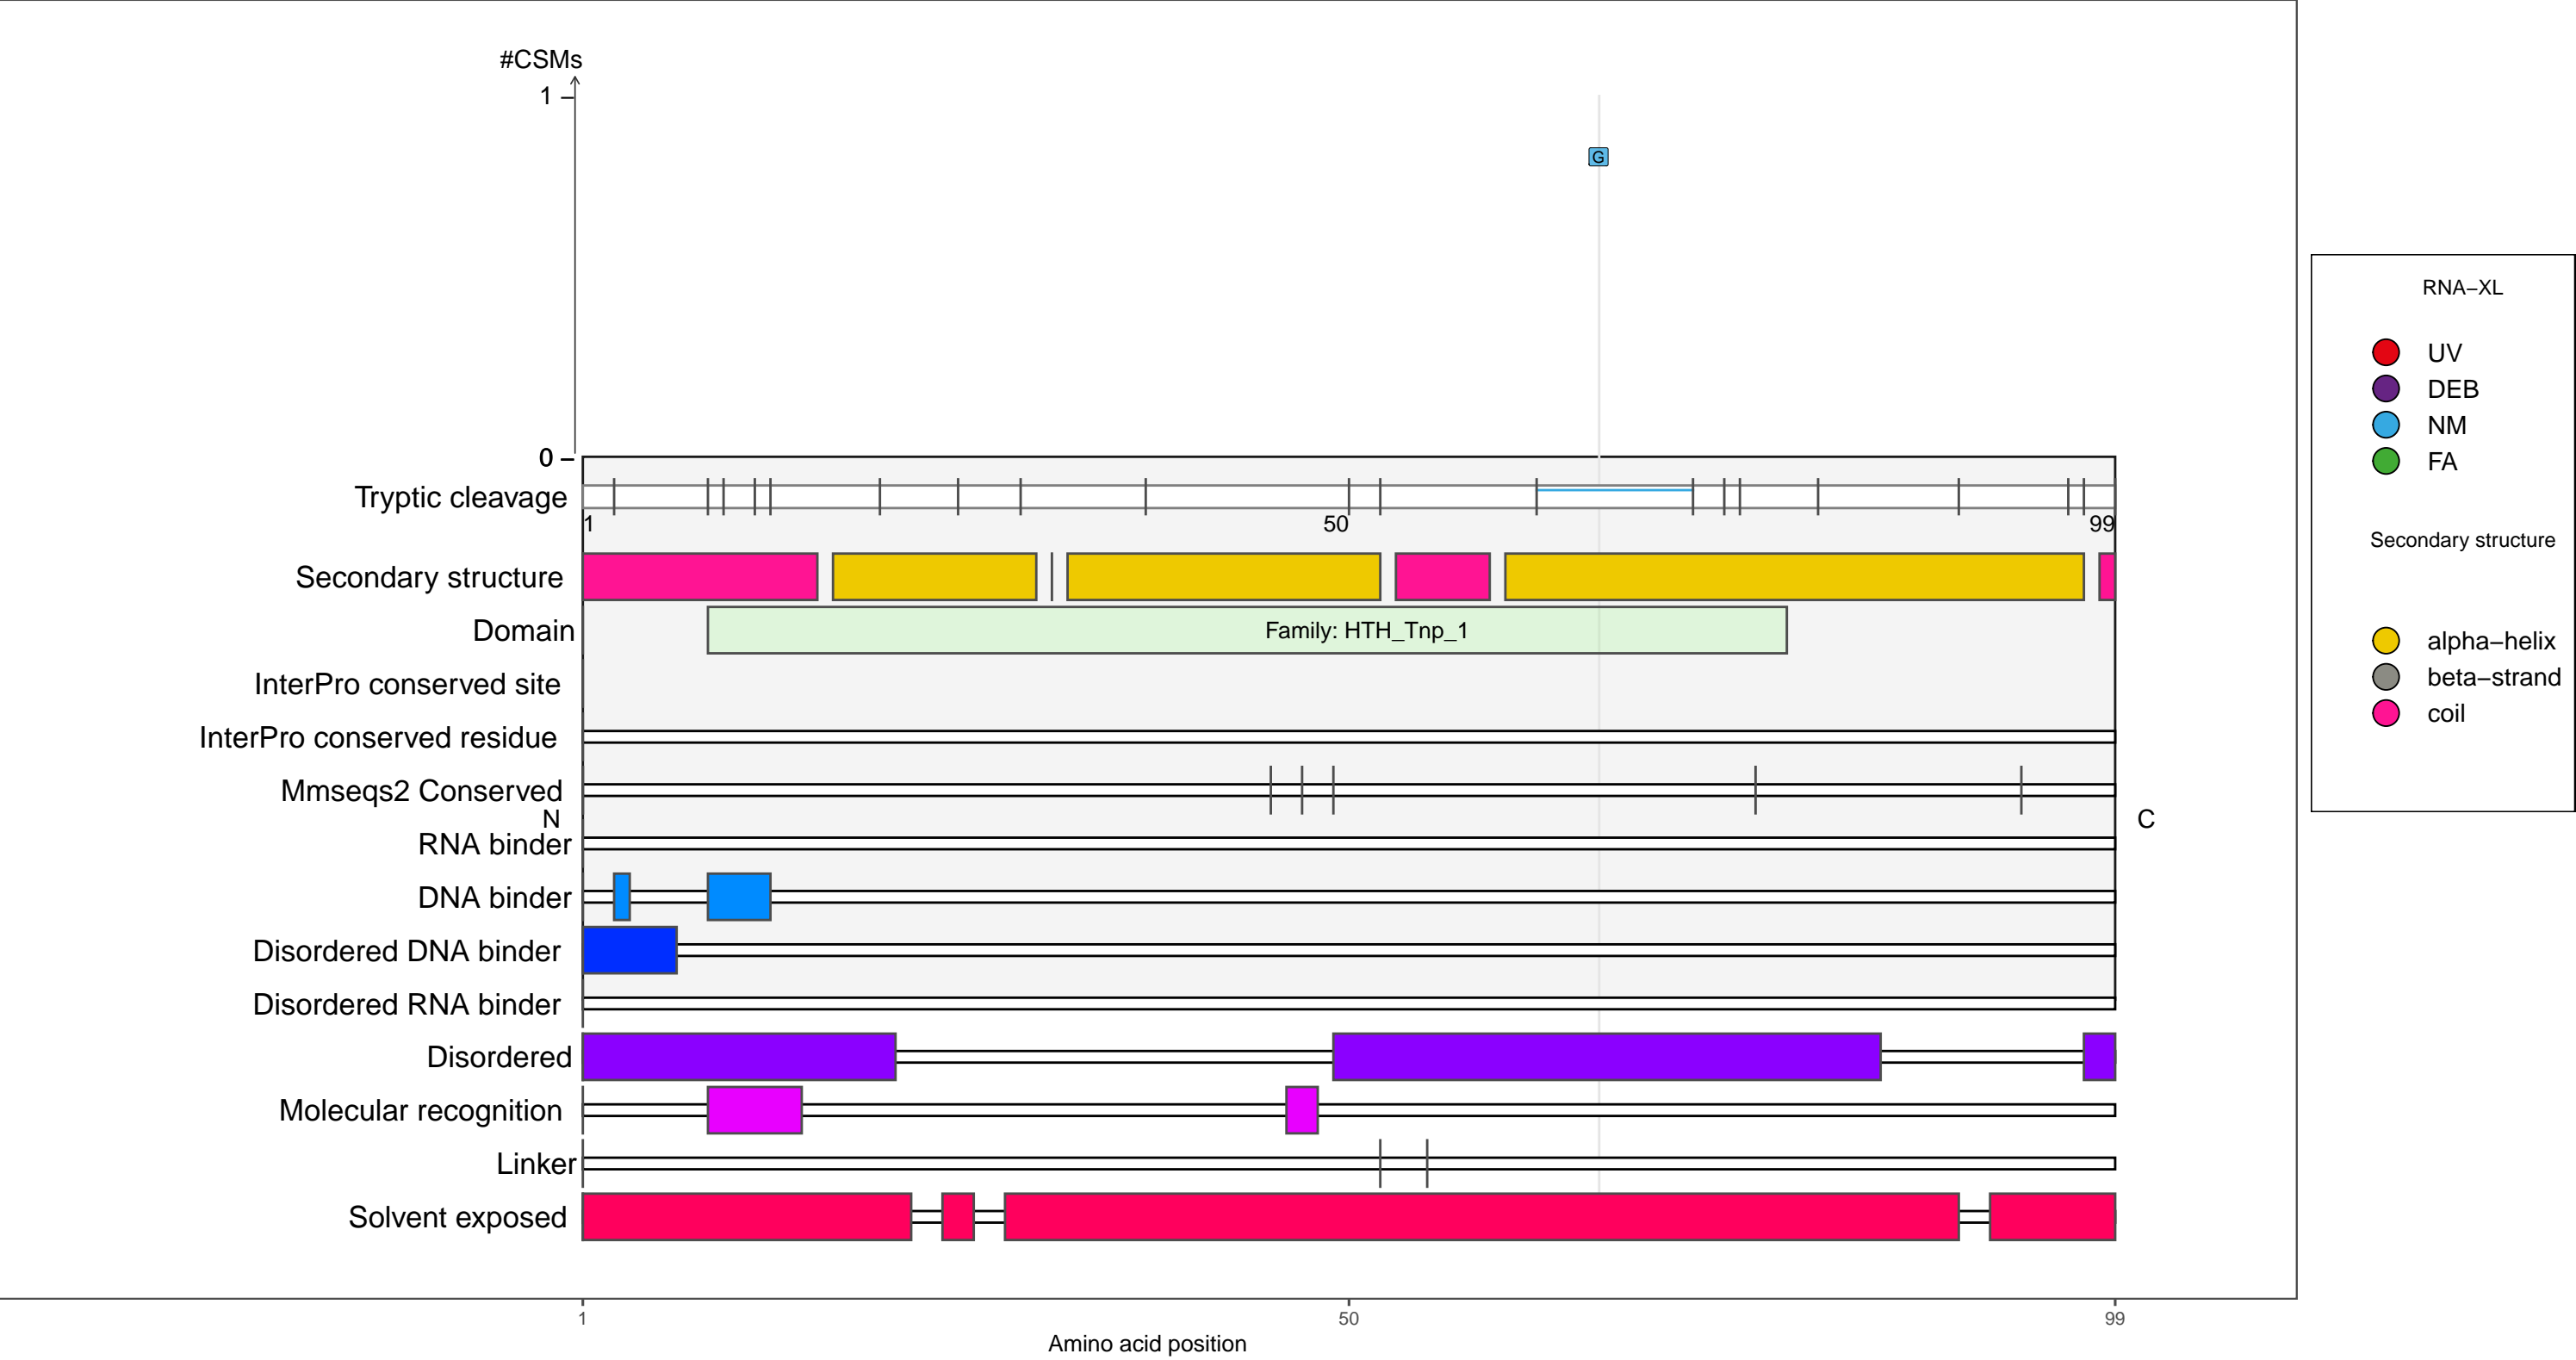 #CSMs
1
G
0
Tryptic cleavage
1 50 99
Secondary structure
Domain
Family: HTH_Tnp_1
InterPro conserved site
InterPro conserved residue
Mmseqs2 Conserved
N
C
RNA binder
DNA binder
Disordered DNA binder
Disordered RNA binder
Disordered
Molecular recognition
Linker
Solvent exposed
1 50 99
Amino acid position
RNA−XL
UV
DEB
NM
FA
Secondary structure
alpha−helix
beta−strand
coil